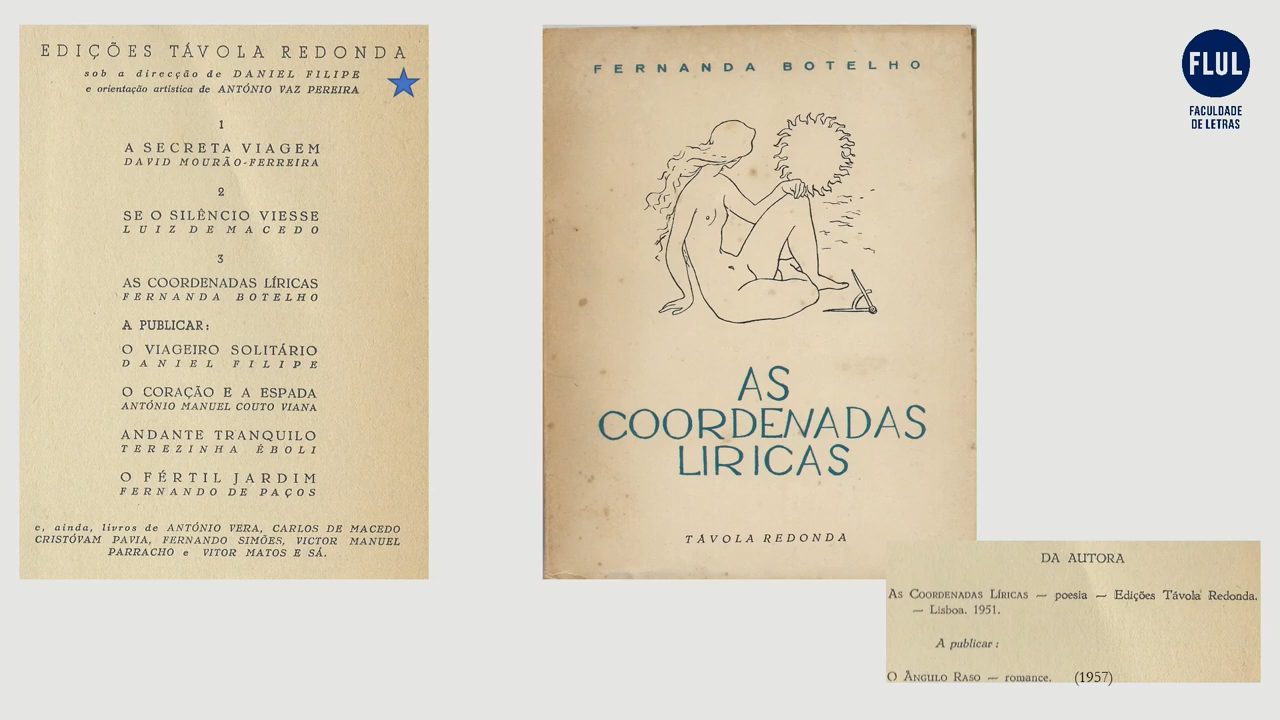 EDIÇÕES TÁVOLA REDONDA
sob a direcção de DANIEL FILIPE
e orientação artística de ANTÓNIO VAZ PEREIRA
1
A SECRETA VIAGEM
DAVID MOURÃO-FERREIRA
2
SE O SILÊNCIO VIESSE
LUIZ DE MACEDO
3
AS COORDENADAS LÍRICAS
FERNANDA BOTELHO
A PUBLICAR:
O VIAGEIRO SOLITÁRIO
DANIEL FILIPE
O CORAÇÃO E A ESPADA
ANTÓNIO MANUEL COUTO VIANA
ANDANTE TRANQUILO
TEREZINHA ÉBOLI
O FÉRTIL JARDIM
FERNANDO DE PAÇOS
e, ainda, livros de ANTÓNIO VERA, CARLOS DE MACEDO
CRISTÓVAM PAVIA, FERNANDO SIMÕES, VICTOR MANUEL
PARRACHO e VITOR MATOS E SÁ.
FERNANDA BOTELHO
AS
COORDENADAS
LIRICAS
TÁVOLA REDONDA
DA AUTORA
AS COORDENADAS LÍRICAS — poesia — Edições Távola Redonda.
— Lisboa. 1951.
A publicar:
O ÂNGULO RASO — romance. (1957)
FLUL
FACULDADE
DE LETRAS